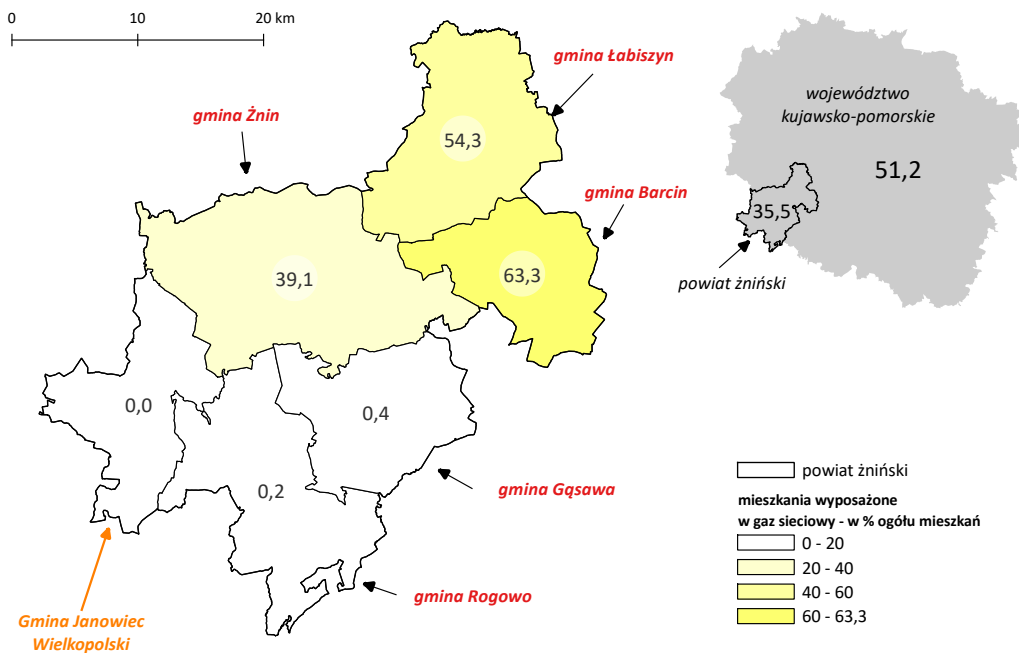 0 10 20 km
gmina Łabiszyn
gmina Żnin
54,3
województwo
kujawsko-pomorskie
51,2
gmina Barcin
35,5
39,1
63,3
powiat żniński
0,0
0,4
0,2
gmina Gąsawa
powiat żniński
mieszkania wyposażone
w gaz sieciowy - w % ogółu mieszkań
0 - 20
20 - 40
40 - 60
60 - 63,3
gmina Rogowo
Gmina Janowiec
Wielkopolski